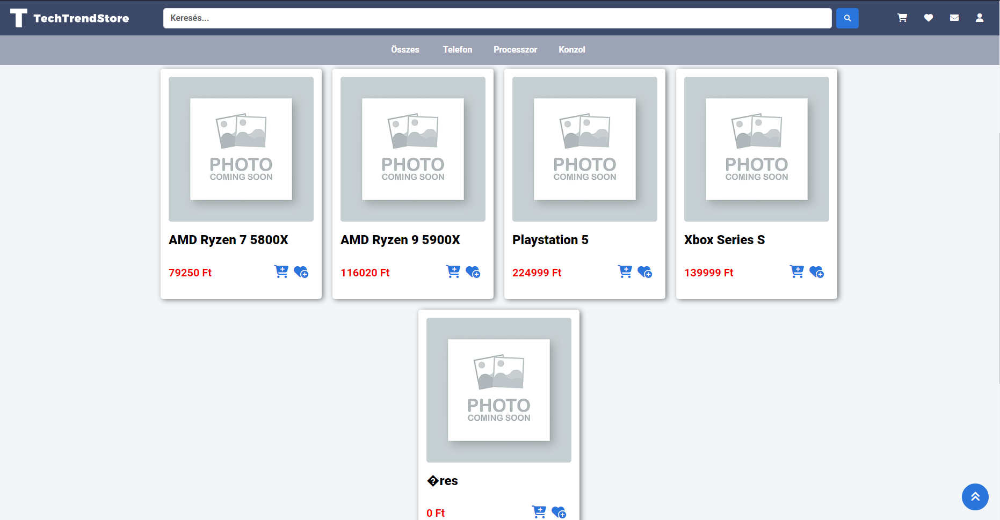 TechTrendStore
Keresés...
Összes Telefon Processzor Konzol
PHOTO
COMING SOON
AMD Ryzen 7 5800X
79250 Ft
PHOTO
COMING SOON
AMD Ryzen 9 5900X
116020 Ft
PHOTO
COMING SOON
Playstation 5
224999 Ft
PHOTO
COMING SOON
Xbox Series S
139999 Ft
PHOTO
COMING SOON
�res
0 Ft